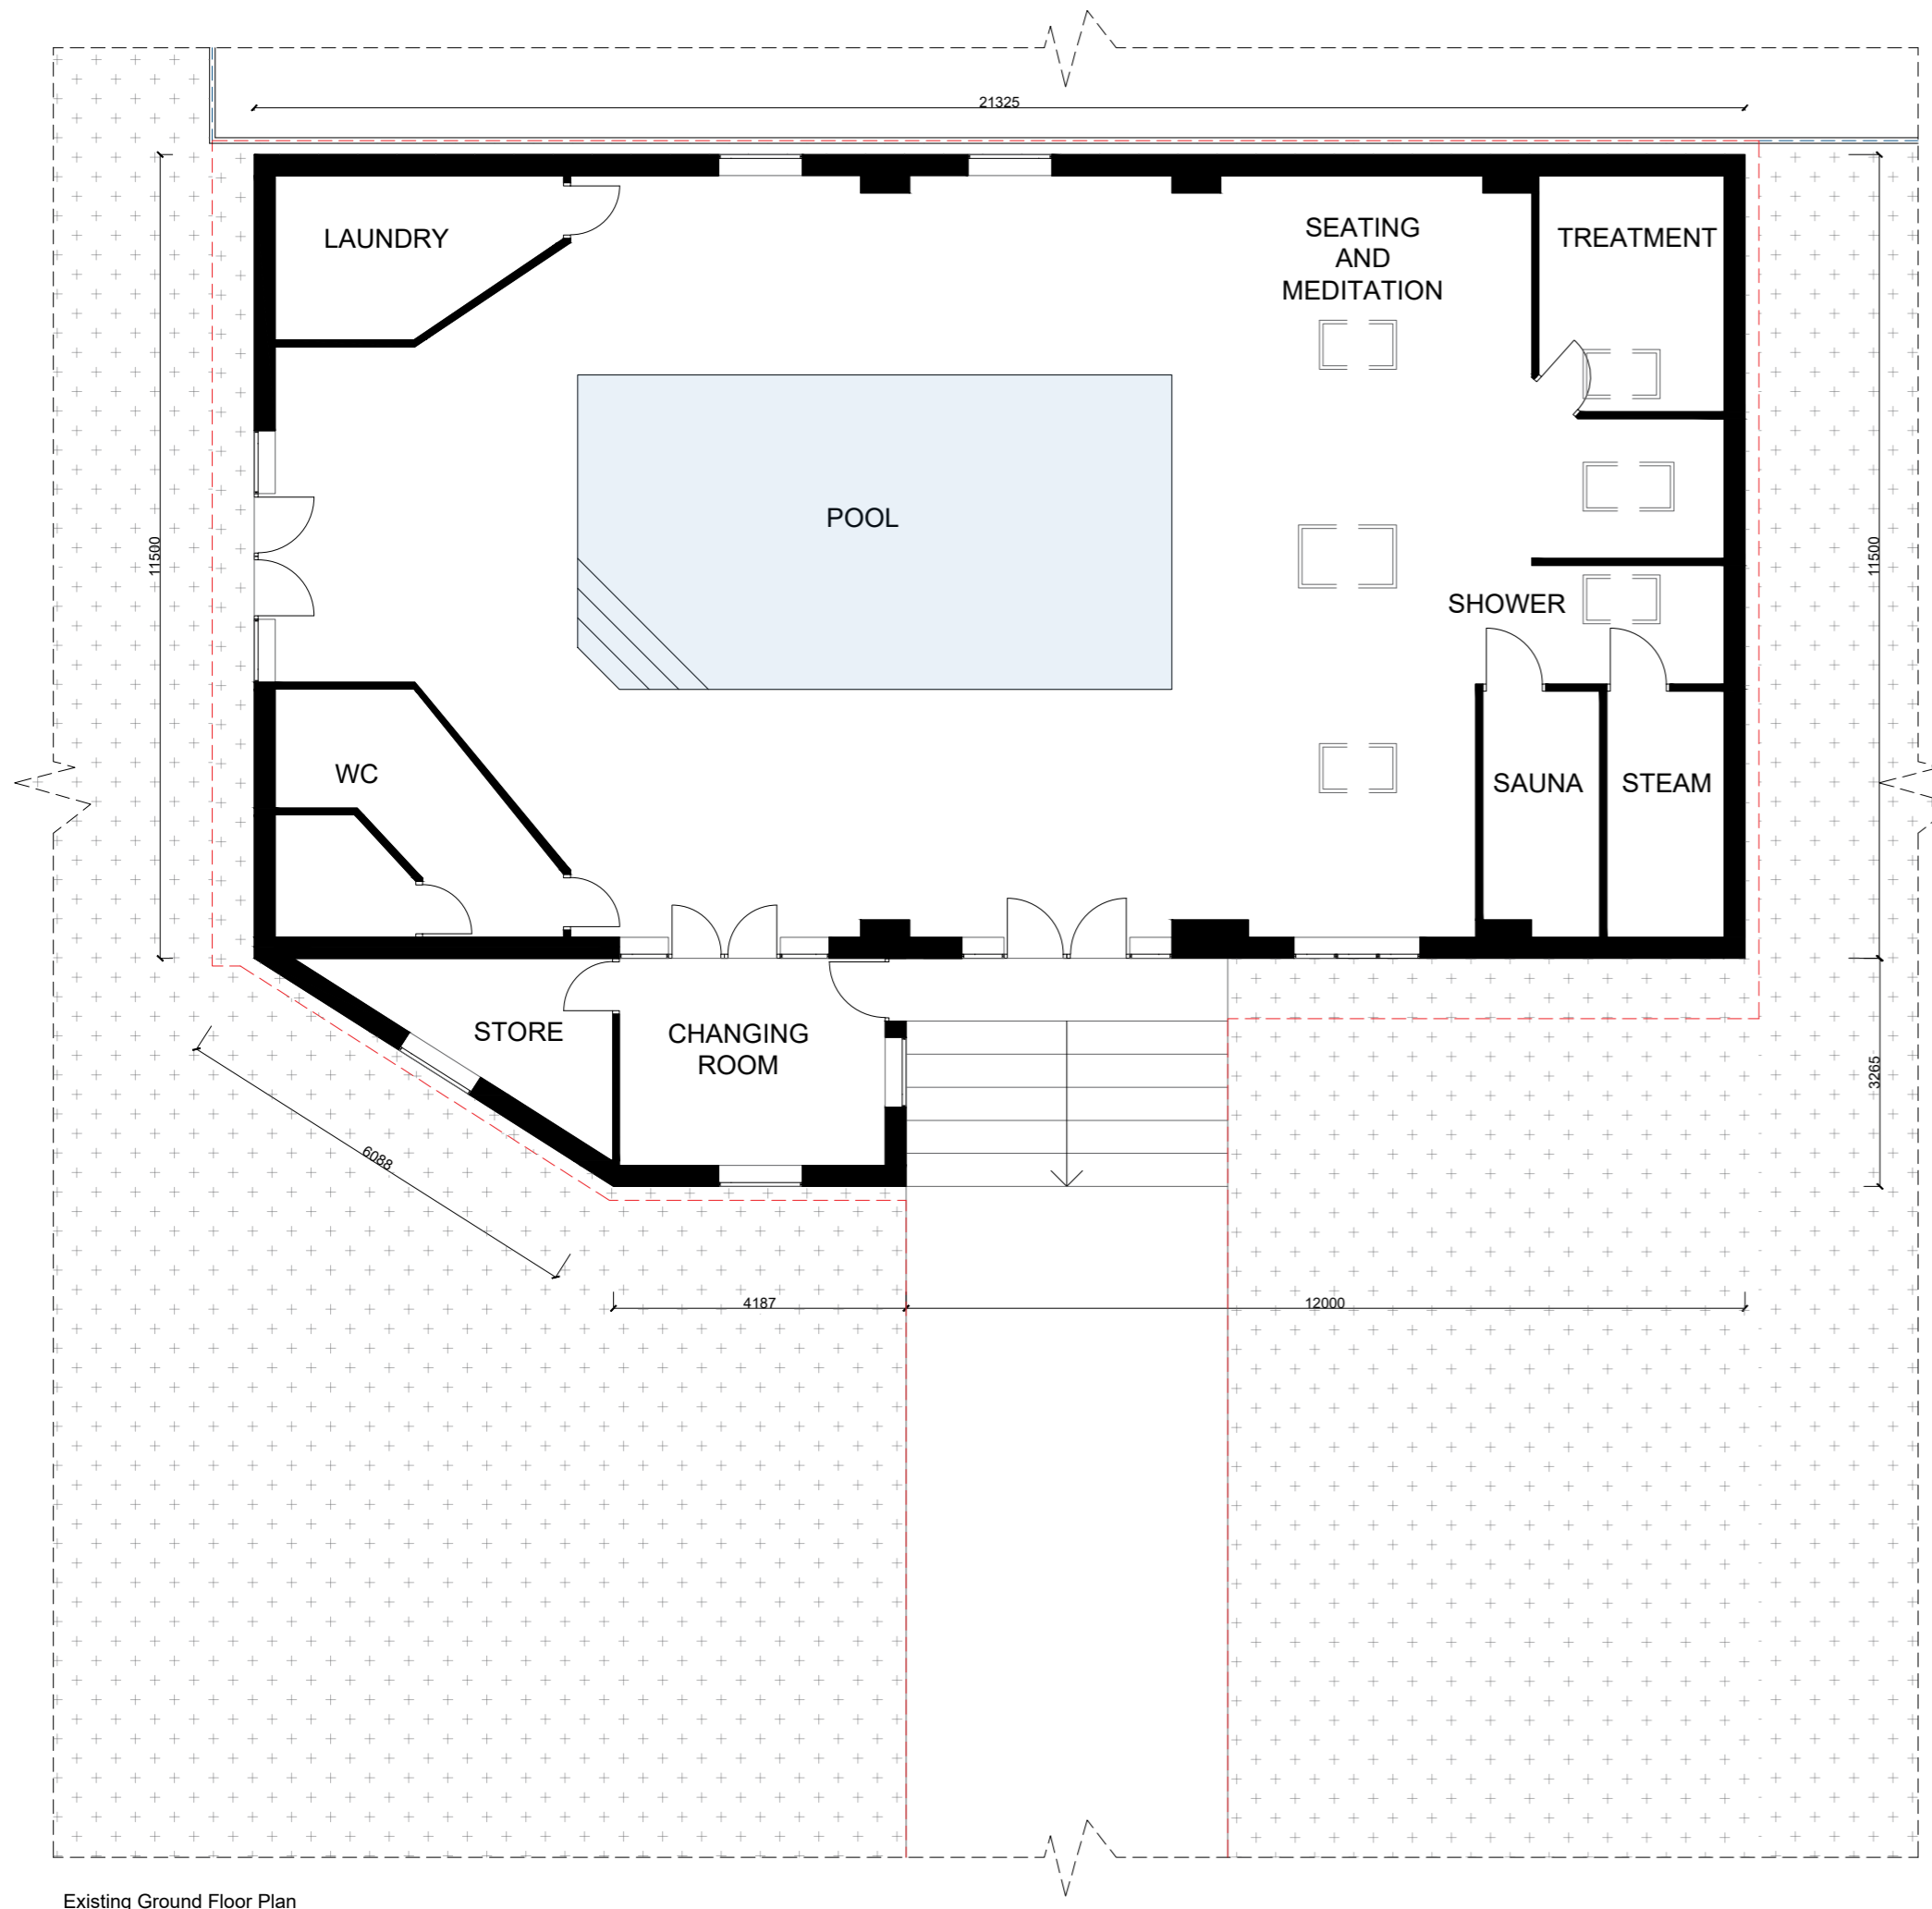 21325
LAUNDRY
SEATING
AND
MEDITATION
TREATMENT
POOL
11500
11500
SHOWER
WC
SAUNA
STEAM
STORE
CHANGING
ROOM
3265
6088
4187
12000
Existing Ground Floor Plan